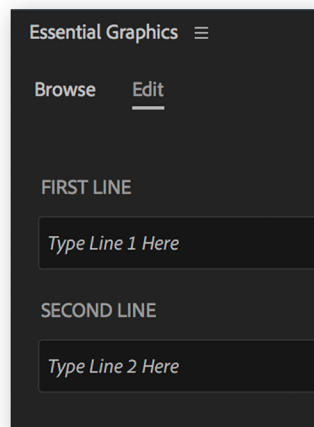 Essential Graphics
Browse Edit
FIRST LINE
Type Line 1 Here
SECOND LINE
Type Line 2 Here